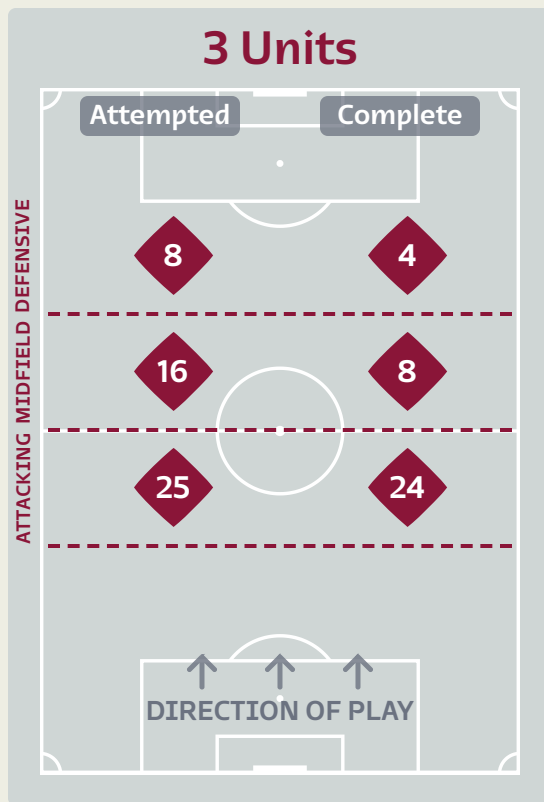 3 Units
Attempted Complete
ATTACKING MIDFIELD DEFENSIVE
8 4
16 8
25 24
DIRECTION OF PLAY